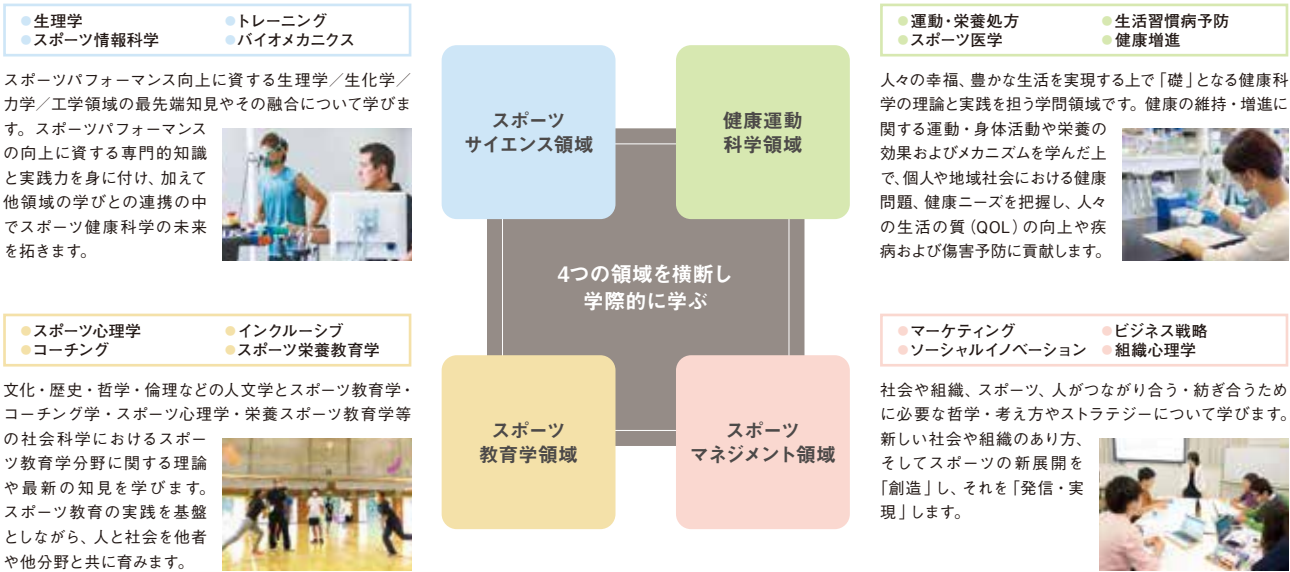 ●生理学 ●トレーニング
●スポーツ情報科学 ●バイオメカニクス
スポーツパフォーマンス向上に資する生理学／生化学／
力学／工学領域の最先端知見やその融合について学びま
す。スポーツパフォーマンス
の向上に資する専門的知識
と実践力を身に付け、加えて
他領域の学びとの連携の中
でスポーツ健康科学の未来
を拓きます。
スポーツ
サイエンス領域
健康運動
科学領域
●運動・栄養処方 ●生活習慣病予防
●スポーツ医学 ●健康増進
人々の幸福、豊かな生活を実現する上で「礎」となる健康科
学の理論と実践を担う学問領域です。健康の維持・増進に
関する運動・身体活動や栄養の
効果およびメカニズムを学んだ上
で、個人や地域社会における健康
問題、健康ニーズを把握し、人々
の生活の質（QOL）の向上や疾
病および傷害予防に貢献します。
4つの領域を横断し
学際的に学ぶ
●スポーツ心理学 ●インクルーシブ
●コーチング ●スポーツ栄養教育学
文化・歴史・哲学・倫理などの人文学とスポーツ教育学・
コーチング学・スポーツ心理学・栄養スポーツ教育学等
の社会科学におけるスポー
ツ教育学分野に関する理論
や最新の知見を学びます。
スポーツ教育の実践を基盤
としながら、人と社会を他者
や他分野と共に育みます。
スポーツ
教育学領域
スポーツ
マネジメント領域
●マーケティング ●ビジネス戦略
●ソーシャルイノベーション ●組織心理学
社会や組織、スポーツ、人がつながり合う・紡ぎ合うため
に必要な哲学・考え方やストラテジーについて学びます。
新しい社会や組織のあり方、
そしてスポーツの新展開を
「創造」し、それを「発信・実
現」します。